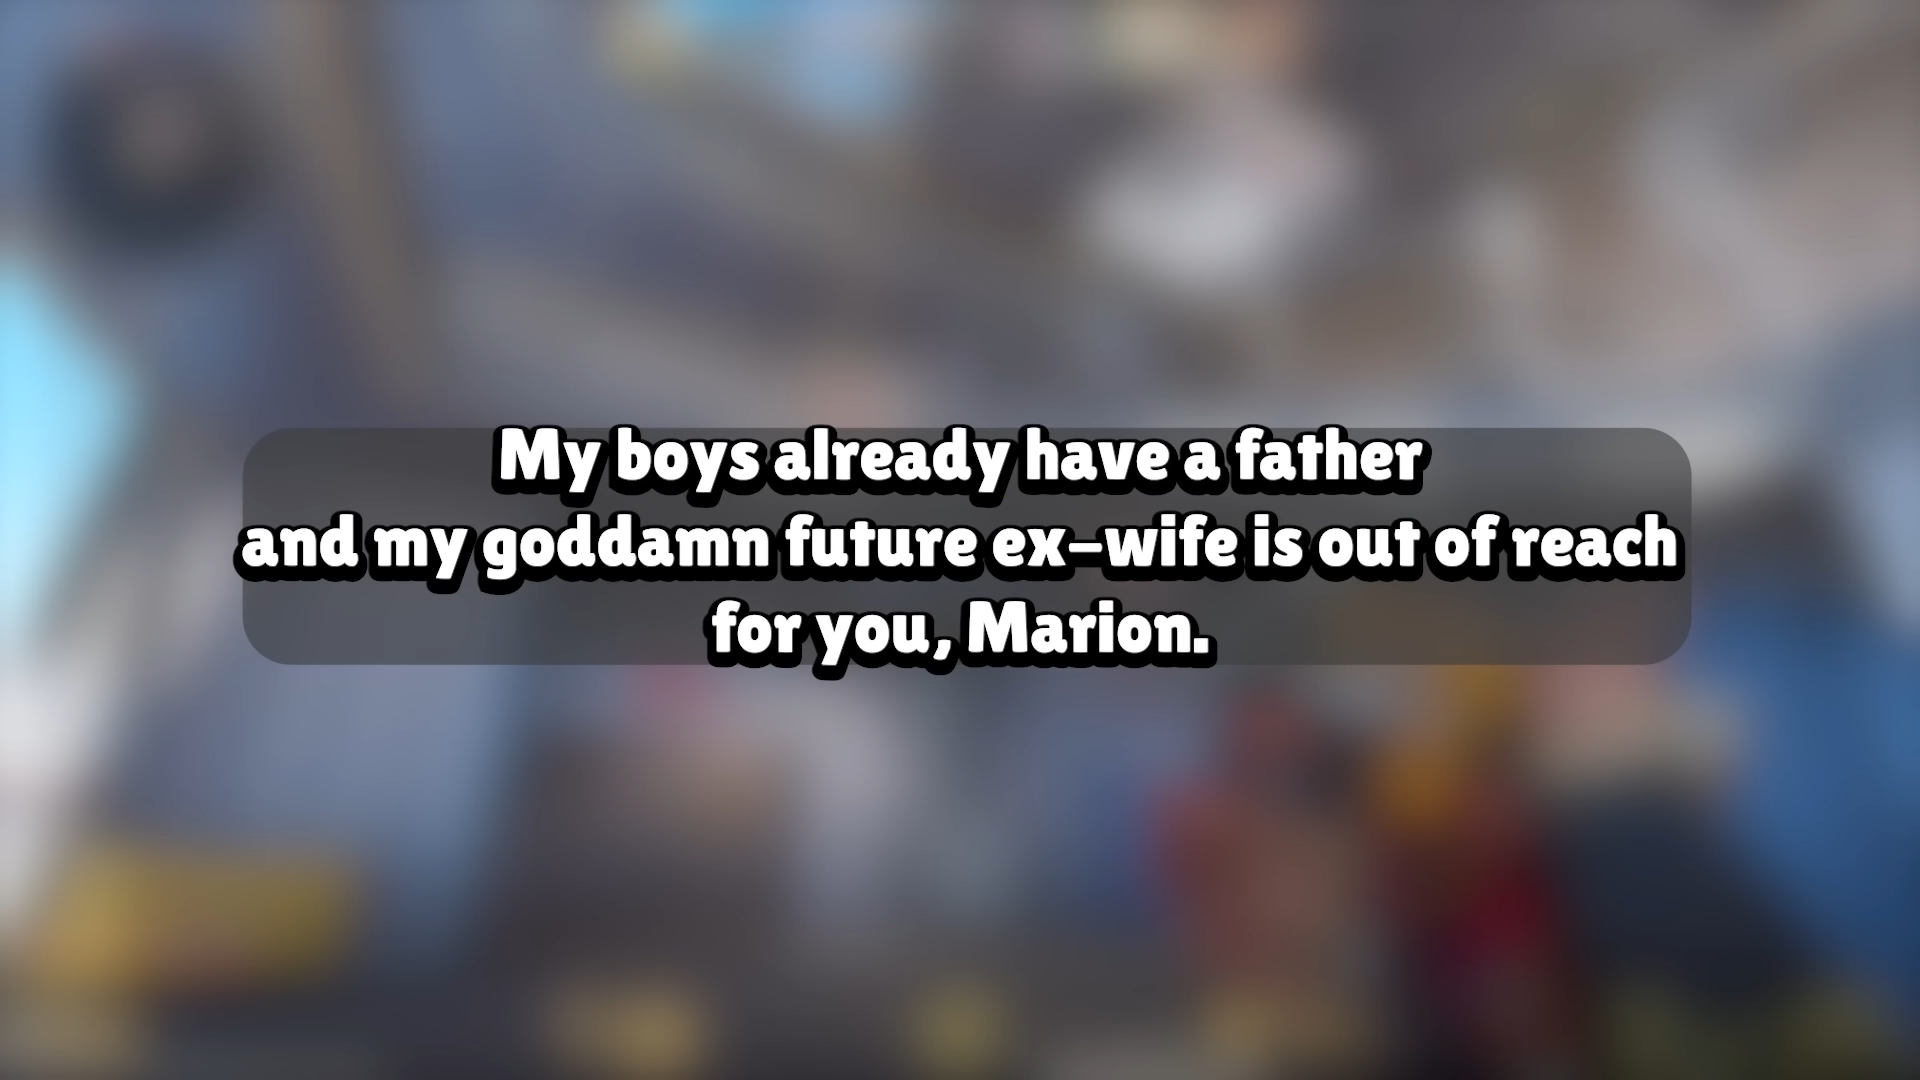 My boys already have a father
and my goddamn future ex-wife is out of reach
for you, Marion.